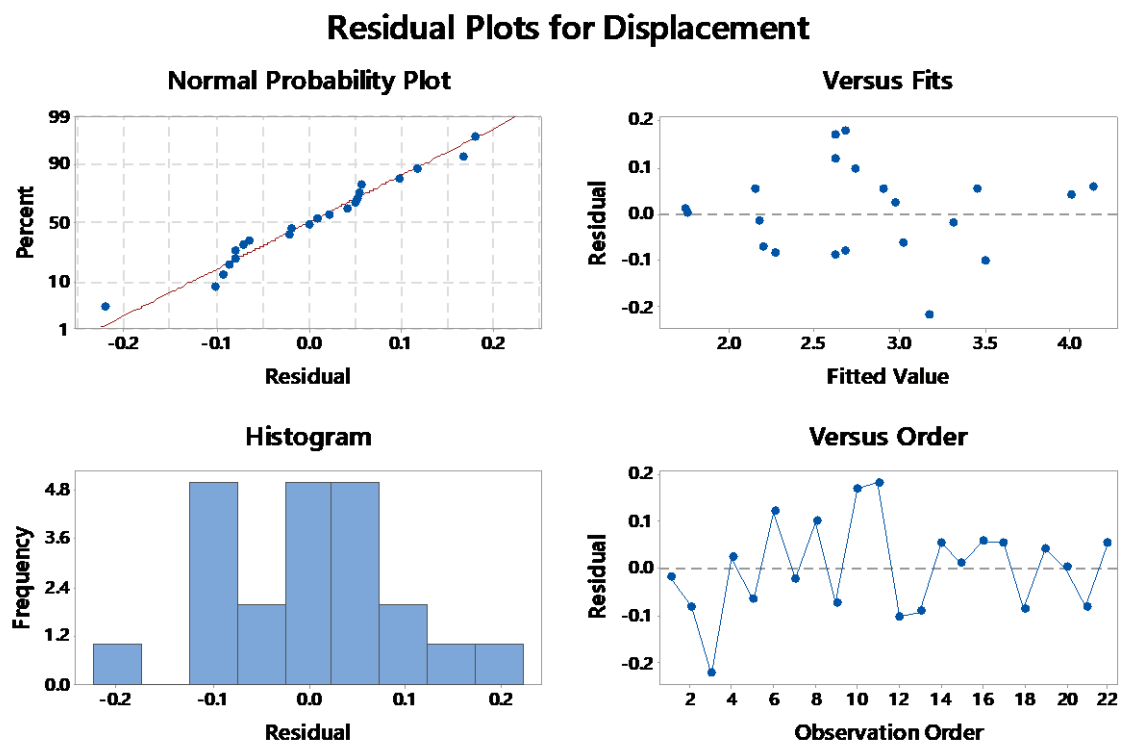 Residual Plots for Displacement
Normal Probability Plot
99
90
50
10
1
Percent
-0.2 -0.1 0.0 0.1 0.2
Residual
Versus Fits
0.2
0.1
0.0
-0.1
-0.2
Residual
2.0 2.5 3.0 3.5 4.0
Fitted Value
Histogram
4.8
3.6
2.4
1.2
0.0
Frequency
-0.2 -0.1 0.0 0.1 0.2
Residual
Versus Order
0.2
0.1
0.0
-0.1
-0.2
Residual
2 4 6 8 10 12 14 16 18 20 22
Observation Order